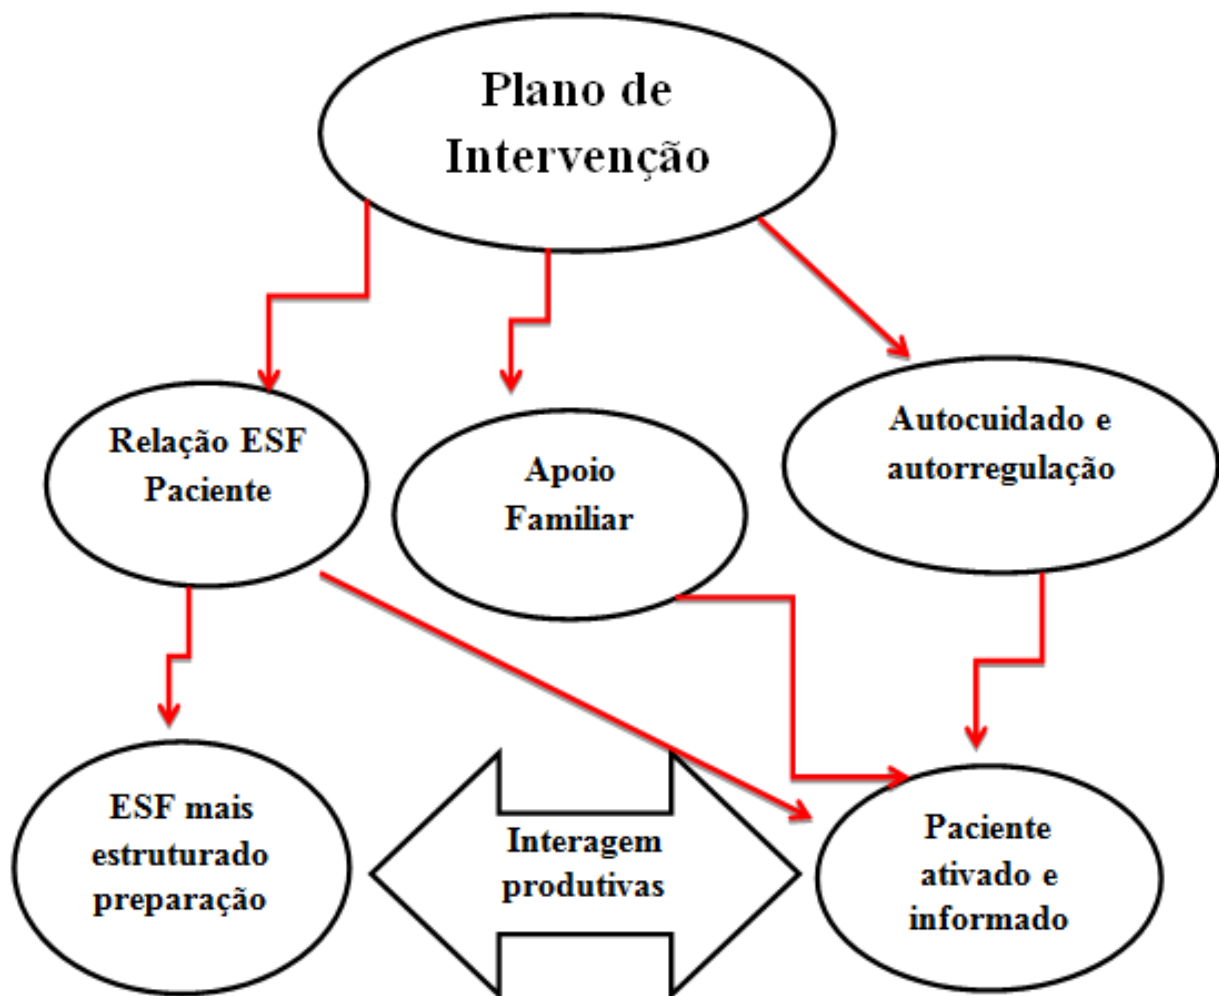 Plano de
Intervenção
Relação ESF
Paciente
Apoio
Familiar
Autocuidado e
autorregulação
ESF mais
estruturado
preparação
Interagem
produtivas
Paciente
ativado e
informado